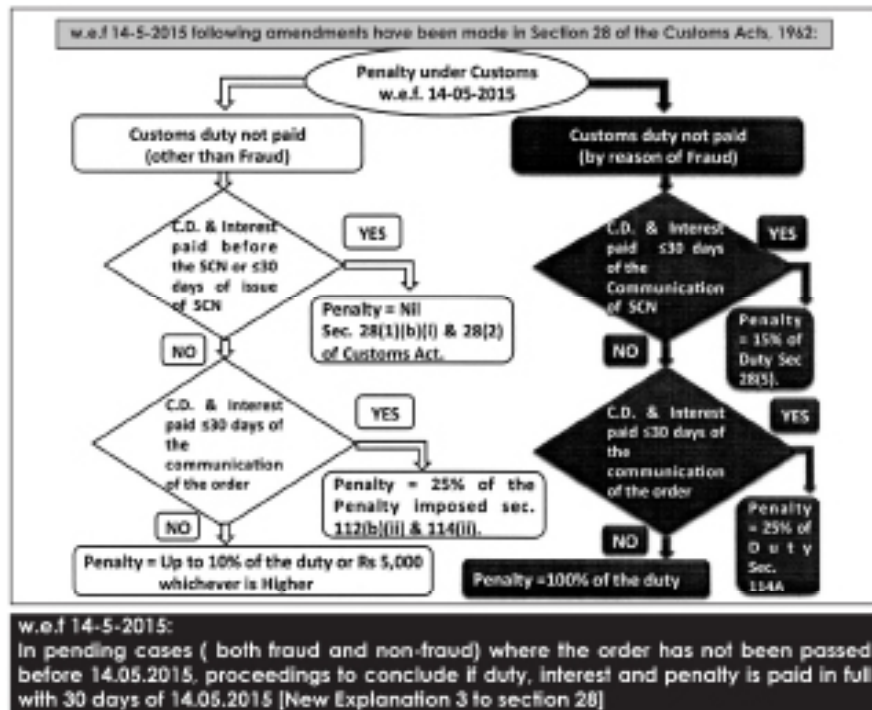 w.e.f 14-5-2015 following amendments have been made in Section 28 of the Customs Acts, 1962:
Penalty under Customs
w.e.f. 14-05-2015
Customs duty not paid
(other than Fraud)
C.D. & Interest
paid before
the SCN or ≤30
days of issue
of SCN
YES
Penalty = Nil
Sec. 28(1)(b)(i) & 28(2)
of Customs Act.
NO
C.D. & Interest
paid ≤30 days of
the
communication
of the order
YES
Penalty = 25% of the
Penalty imposed sec.
112(b)(ii) & 114(ii).
NO
Penalty = Up to 10% of the duty or Rs 5,000
whichever is Higher
Customs duty not paid
(by reason of Fraud)
C.D. & Interest
paid ≤30 days
of the
Communication
of SCN
YES
Penalty
= 15% of
Duty Sec
28(5).
NO
C.D. & Interest
paid ≤30 days of
the
communication
of the order
YES
Penalty
= 25% of
Duty
Sec.
114A
NO
Penalty =100% of the duty
w.e.f 14-5-2015:
In pending cases ( both fraud and non-fraud) where the order has not been passed
before 14.05.2015, proceedings to conclude if duty, interest and penalty is paid in full
with 30 days of 14.05.2015 [New Explanation 3 to section 28]